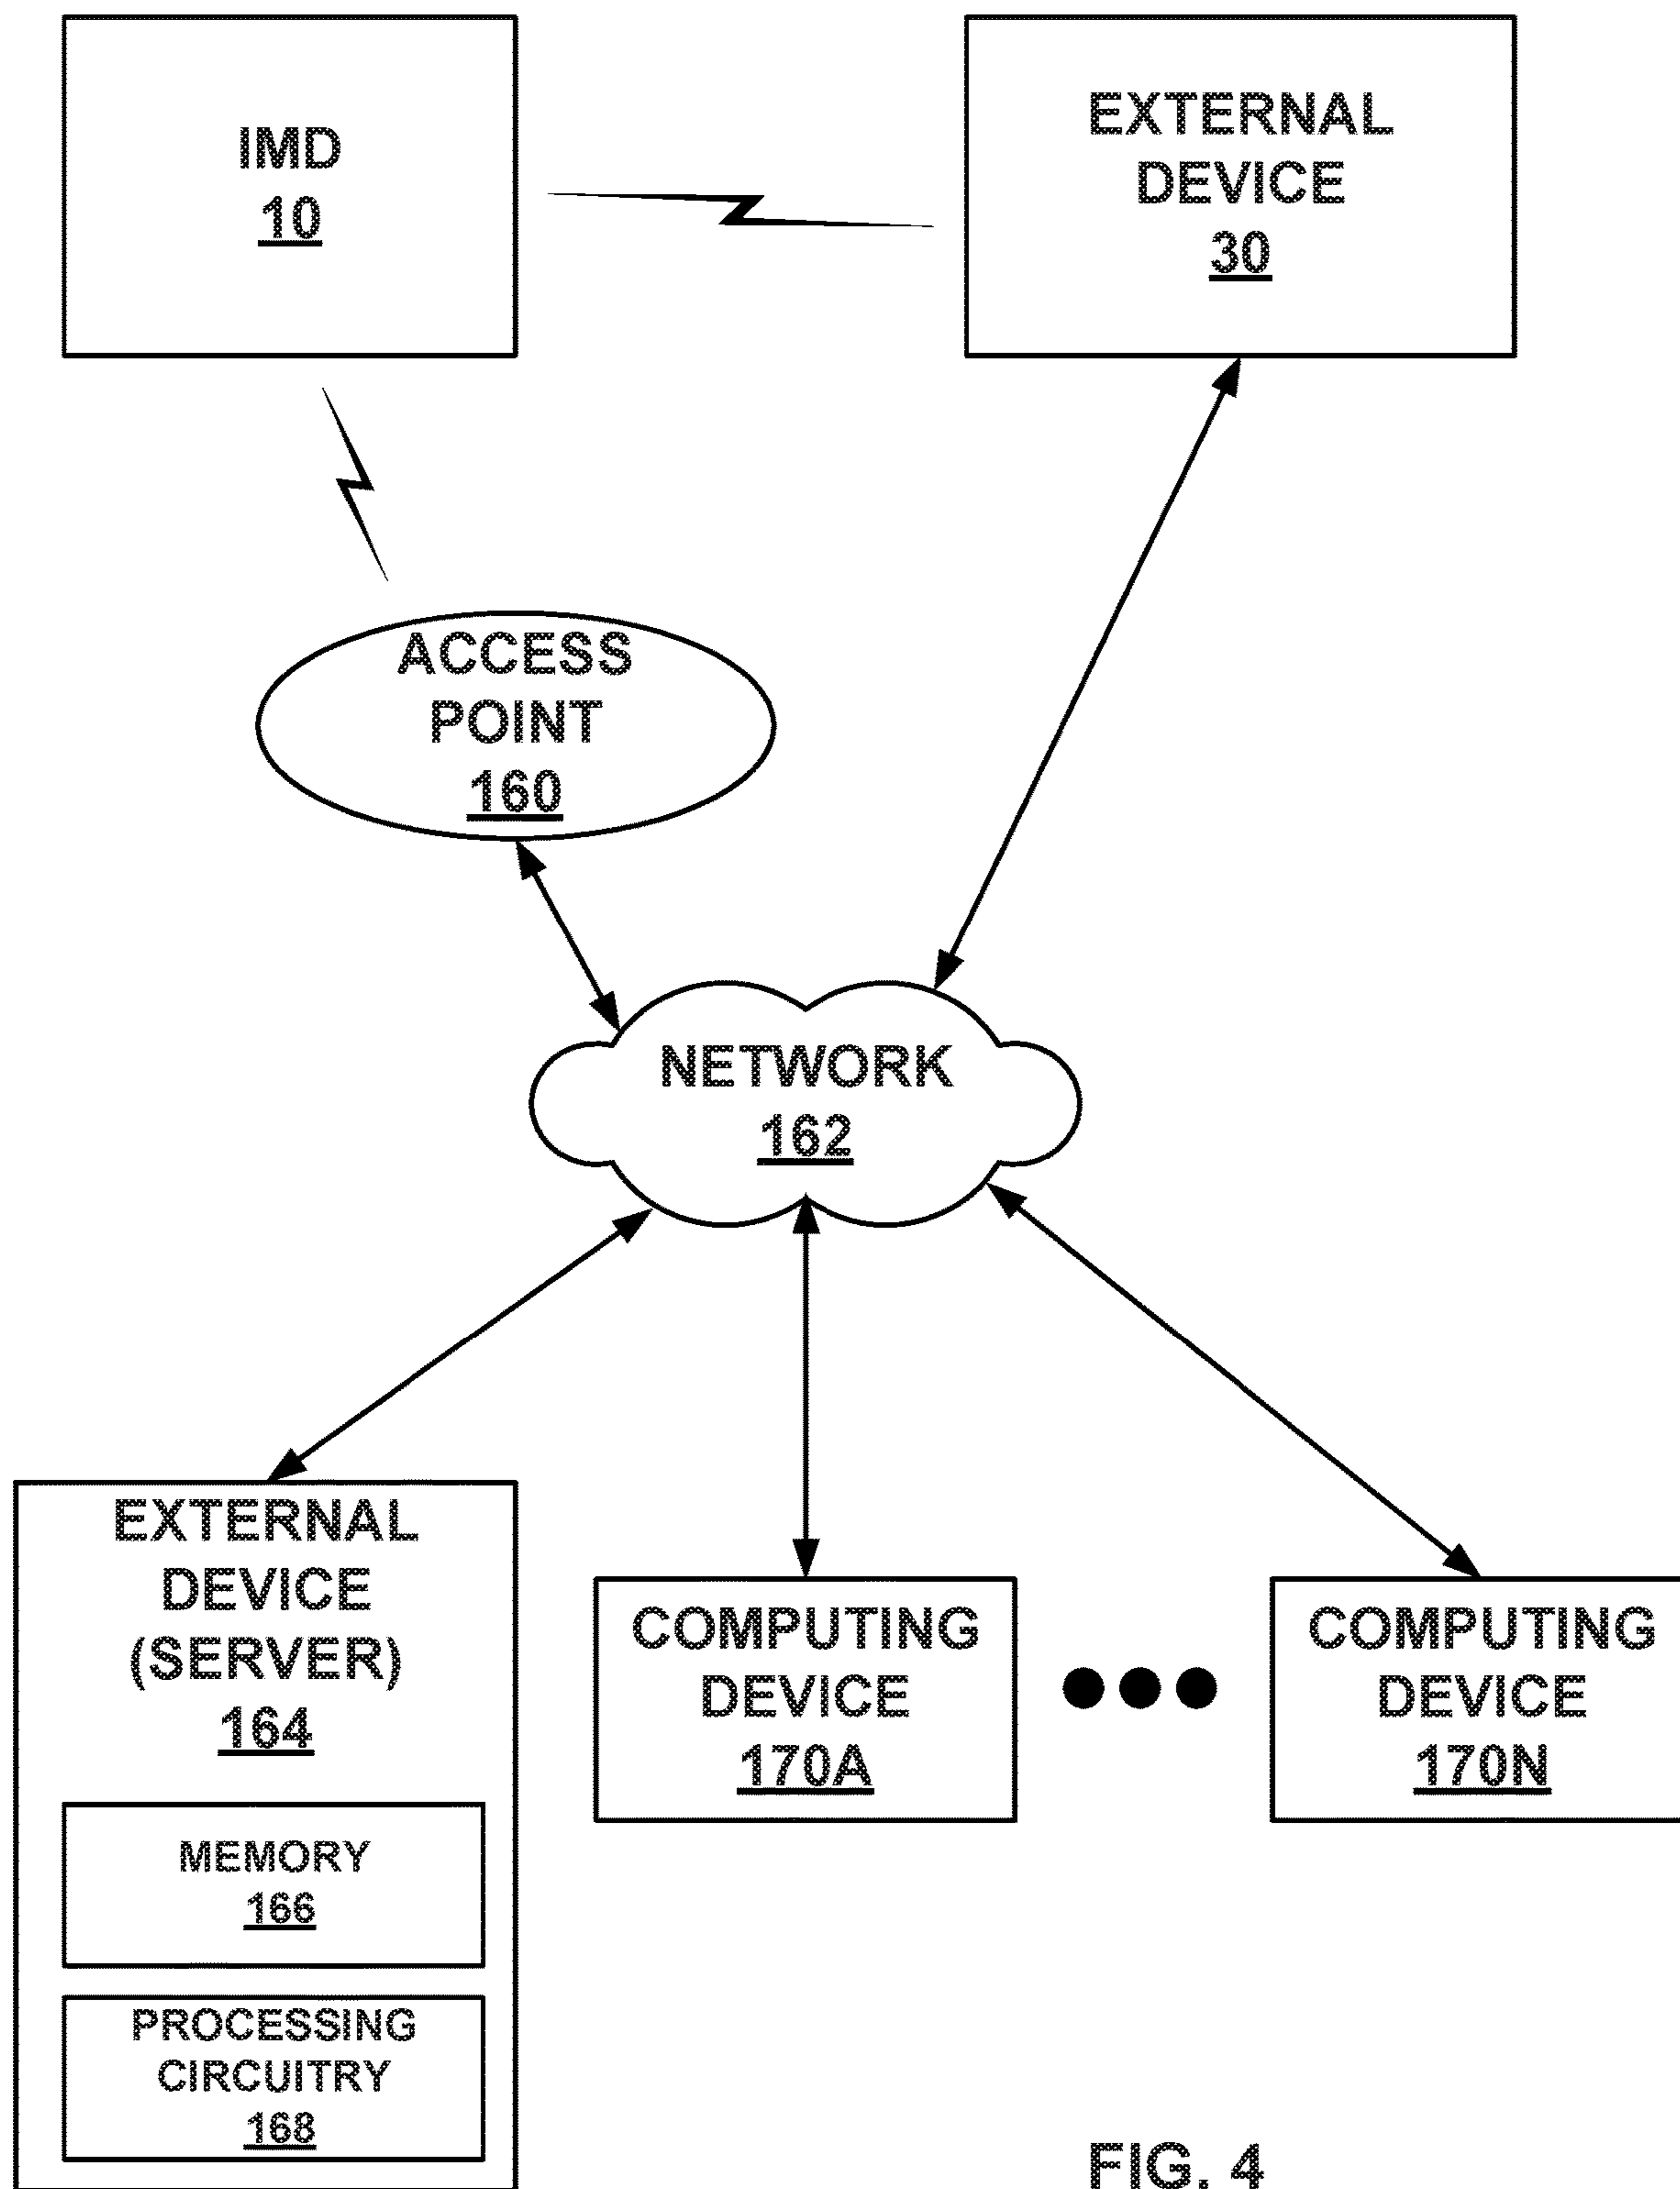 IMD
10
EXTERNAL
DEVICE
30
ACCESS
POINT
160
NETWORK
162
EXTERNAL
DEVICE
(SERVER)
164
MEMORY
166
PROCESSING
CIRCUITRY
168
COMPUTING
DEVICE
170A
COMPUTING
DEVICE
170N
FIG. 4